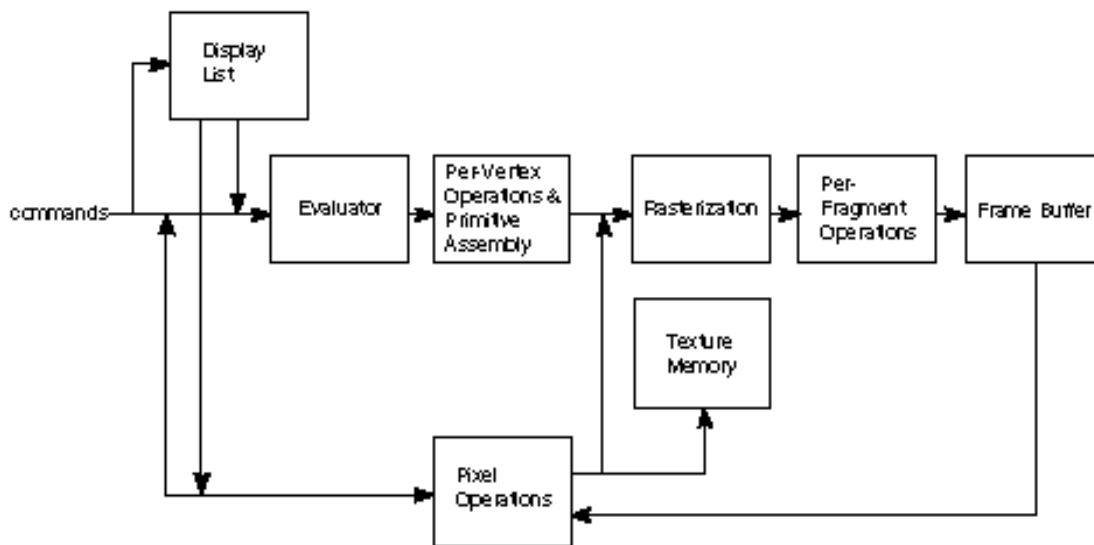 Display
List
commands
Evaluator
Per-Vertex
Operations &
Primitive
Assembly
Rasterization
Per-
Fragment
Operations
Frame Buffer
Texture
Memory
Pixel
Operations